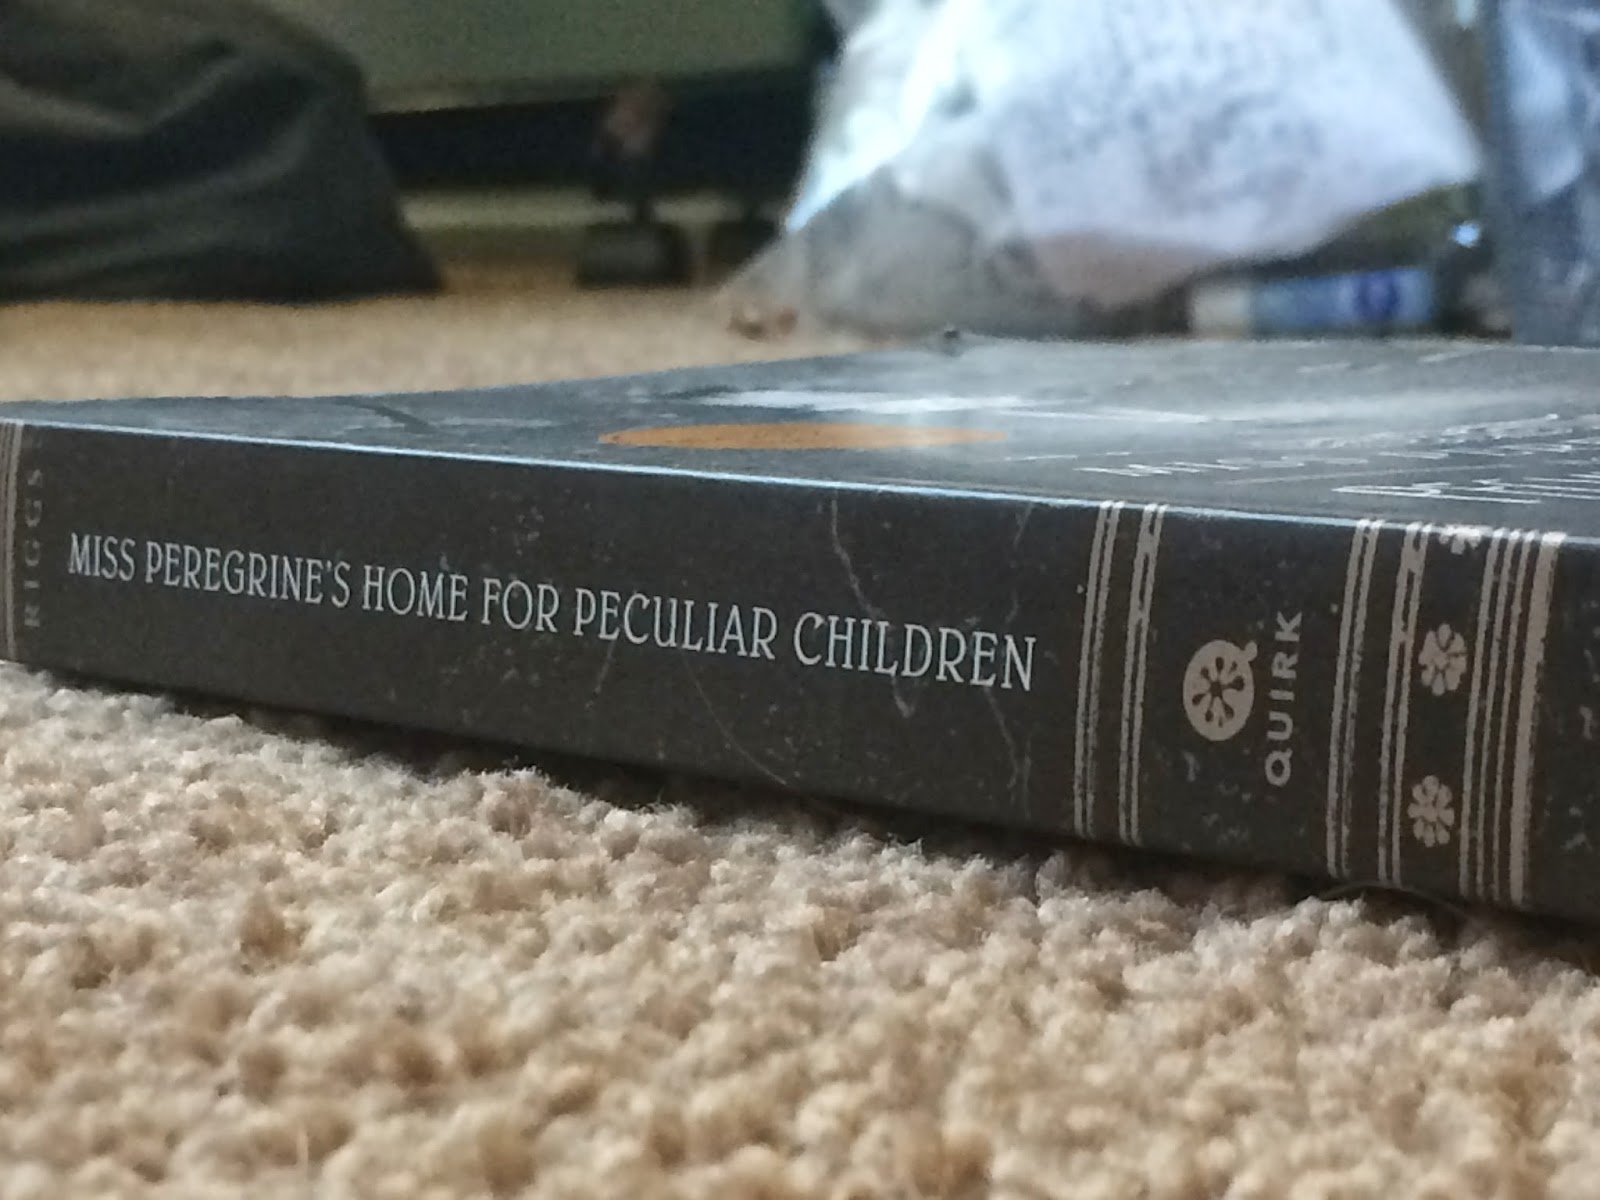 RIGGS
MISS PEREGRINE'S HOME FOR PECULIAR CHILDREN
QUIRK